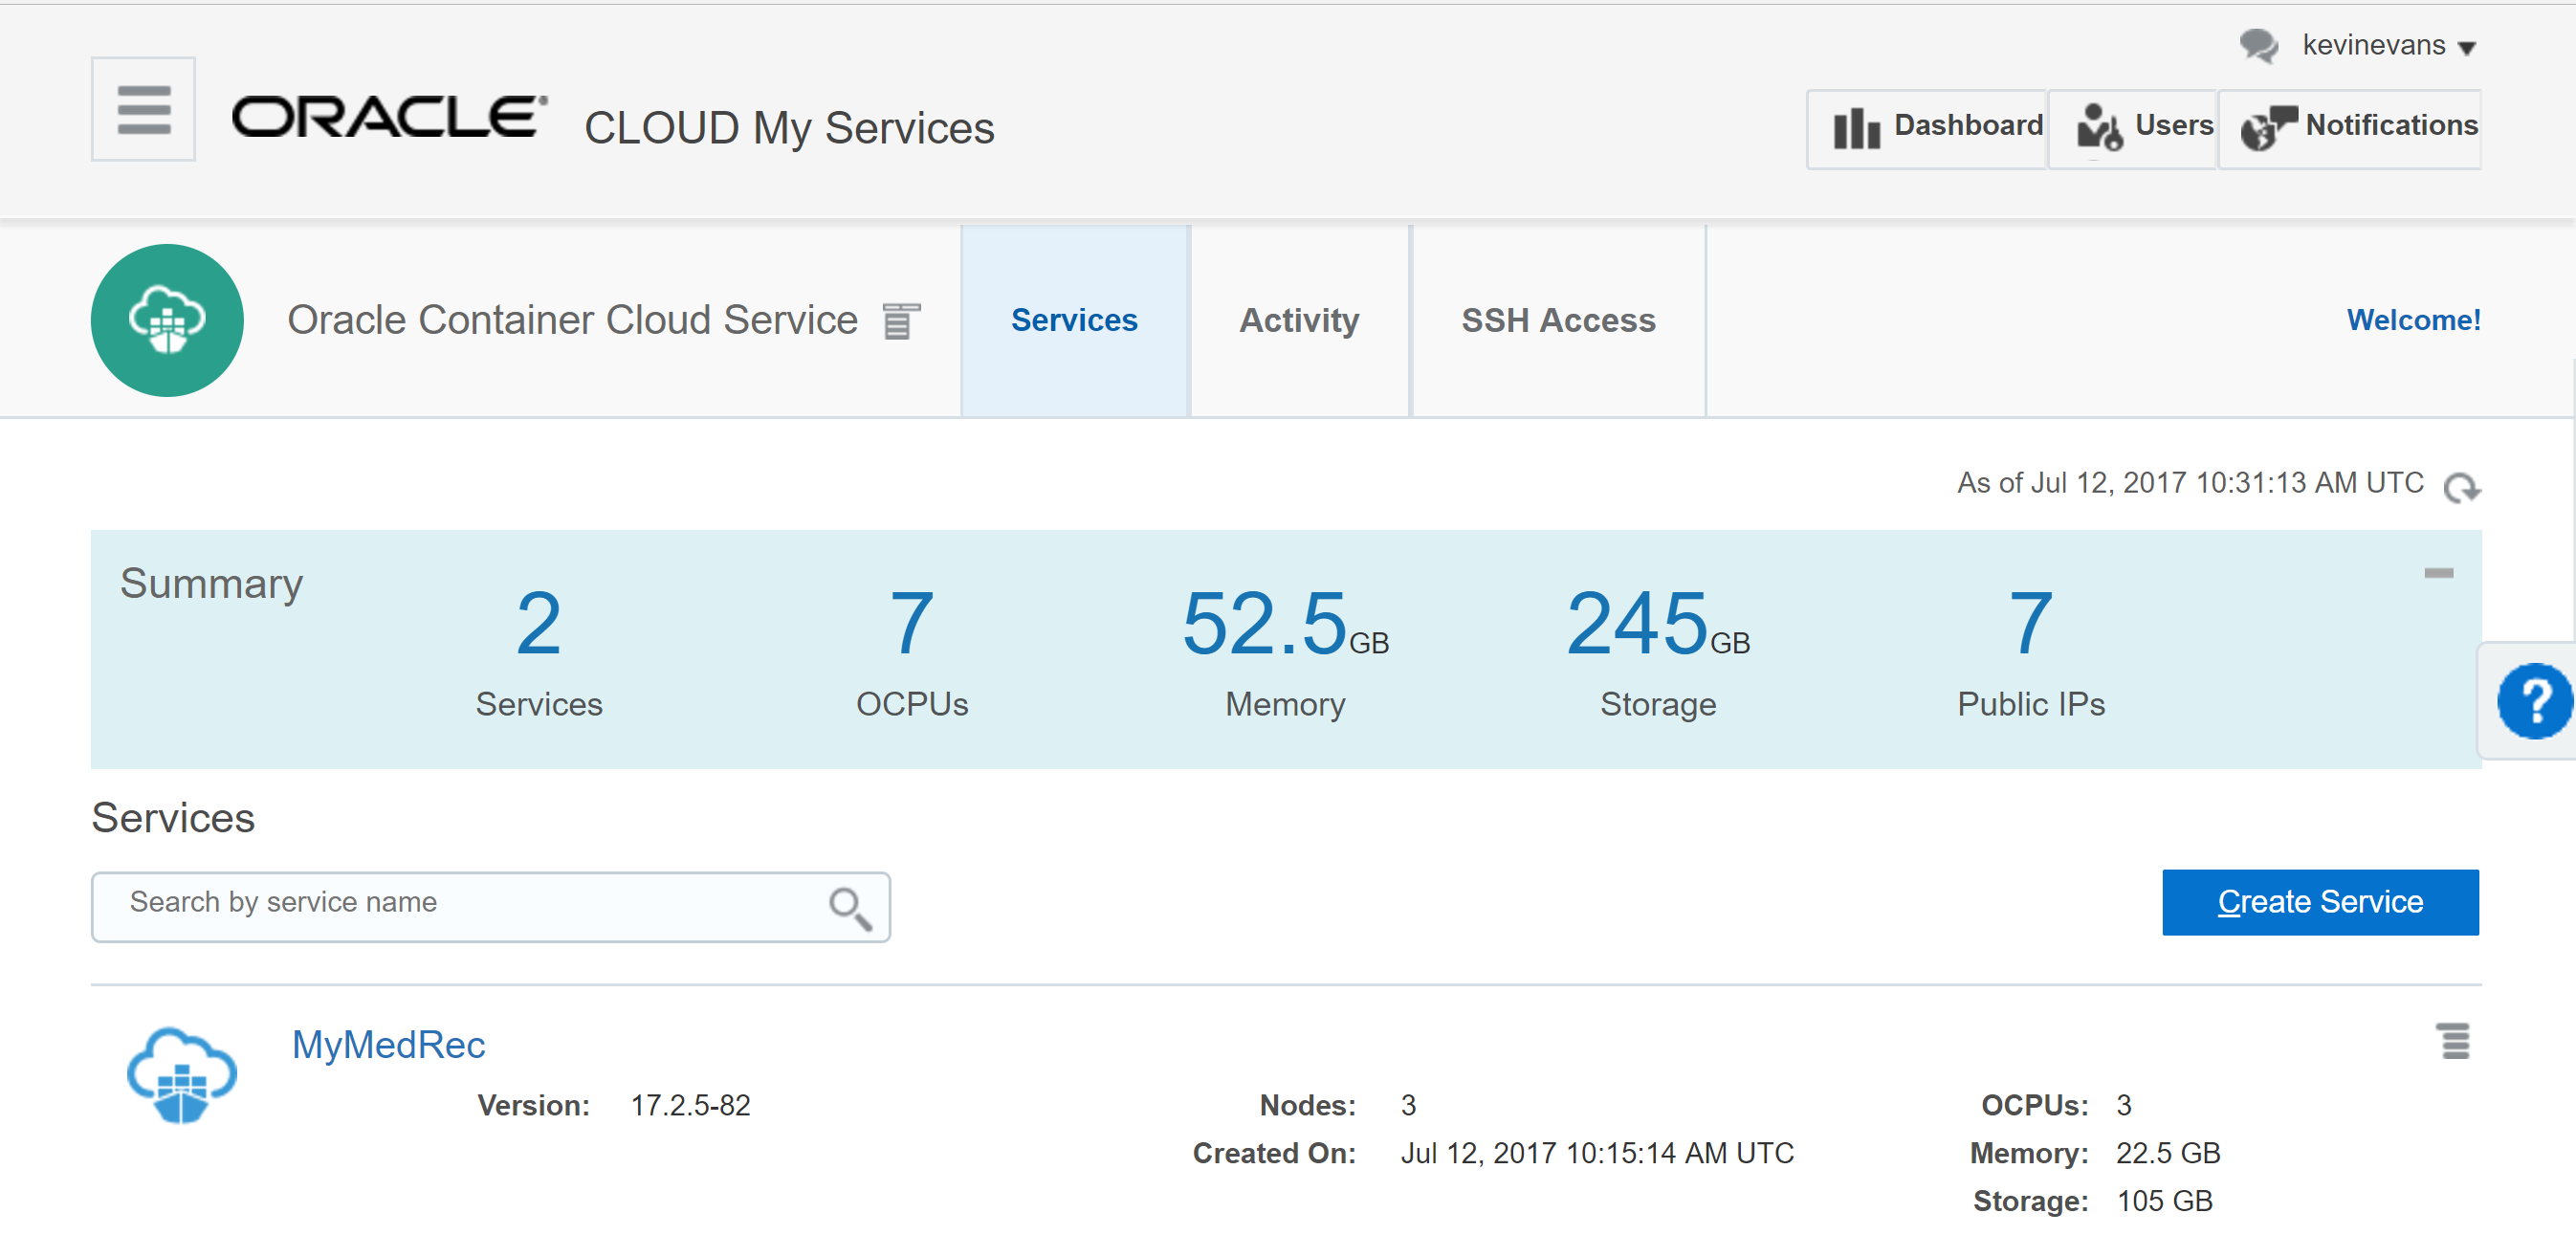 kevinevans
ORACLE® CLOUD My Services
Dashboard Users Notifications
Oracle Container Cloud Service Services Activity SSH Access Welcome!
As of Jul 12, 2017 10:31:13 AM UTC
Summary
2 7 52.5GB 245GB 7
Services OCPUs Memory Storage Public IPs
?
Services
Search by service name Create Service
MyMedRec
Version: 17.2.5-82 Nodes: 3 OCPUs: 3
Created On: Jul 12, 2017 10:15:14 AM UTC Memory: 22.5 GB
Storage: 105 GB